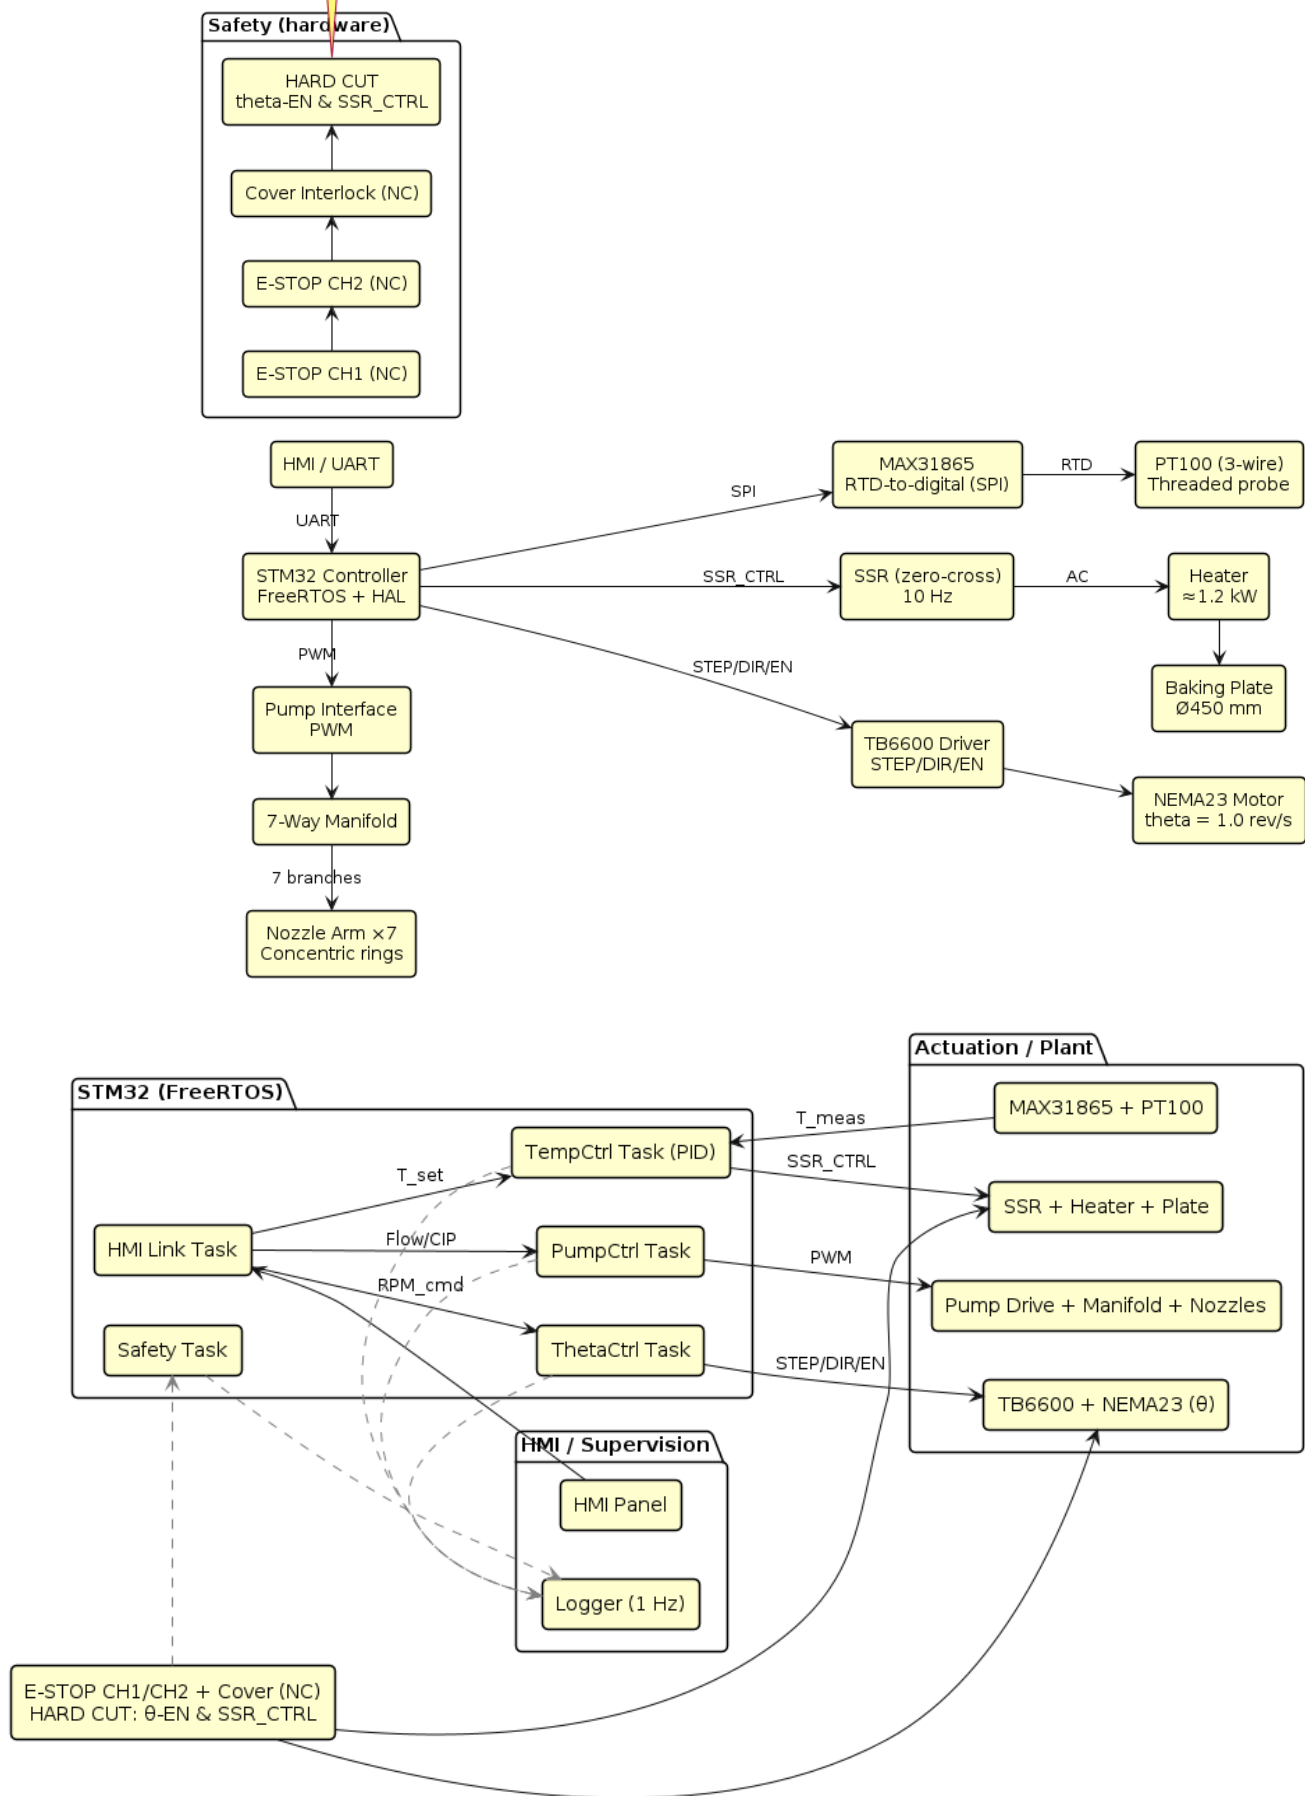 Safety (hardware)
HARD CUT
theta-EN & SSR_CTRL
Cover Interlock (NC)
E-STOP CH2 (NC)
E-STOP CH1 (NC)
HMI / UART
UART
STM32 Controller
FreeRTOS + HAL
SPI
MAX31865
RTD-to-digital (SPI)
RTD
PT100 (3-wire)
Threaded probe
SSR_CTRL
SSR (zero-cross)
10 Hz
AC
Heater
≈1.2 kW
Baking Plate
Ø450 mm
STEP/DIR/EN
TB6600 Driver
STEP/DIR/EN
NEMA23 Motor
theta = 1.0 rev/s
PWM
Pump Interface
PWM
7-Way Manifold
7 branches
Nozzle Arm ×7
Concentric rings
STM32 (FreeRTOS)
TempCtrl Task (PID)
T_set
HMI Link Task
Flow/CIP
PumpCtrl Task
RPM_cmd
Safety Task
ThetaCtrl Task
T_meas
SSR_CTRL
PWM
STEP/DIR/EN
Actuation / Plant
MAX31865 + PT100
SSR + Heater + Plate
Pump Drive + Manifold + Nozzles
TB6600 + NEMA23 (θ)
HMI / Supervision
HMI Panel
Logger (1 Hz)
E-STOP CH1/CH2 + Cover (NC)
HARD CUT: θ-EN & SSR_CTRL